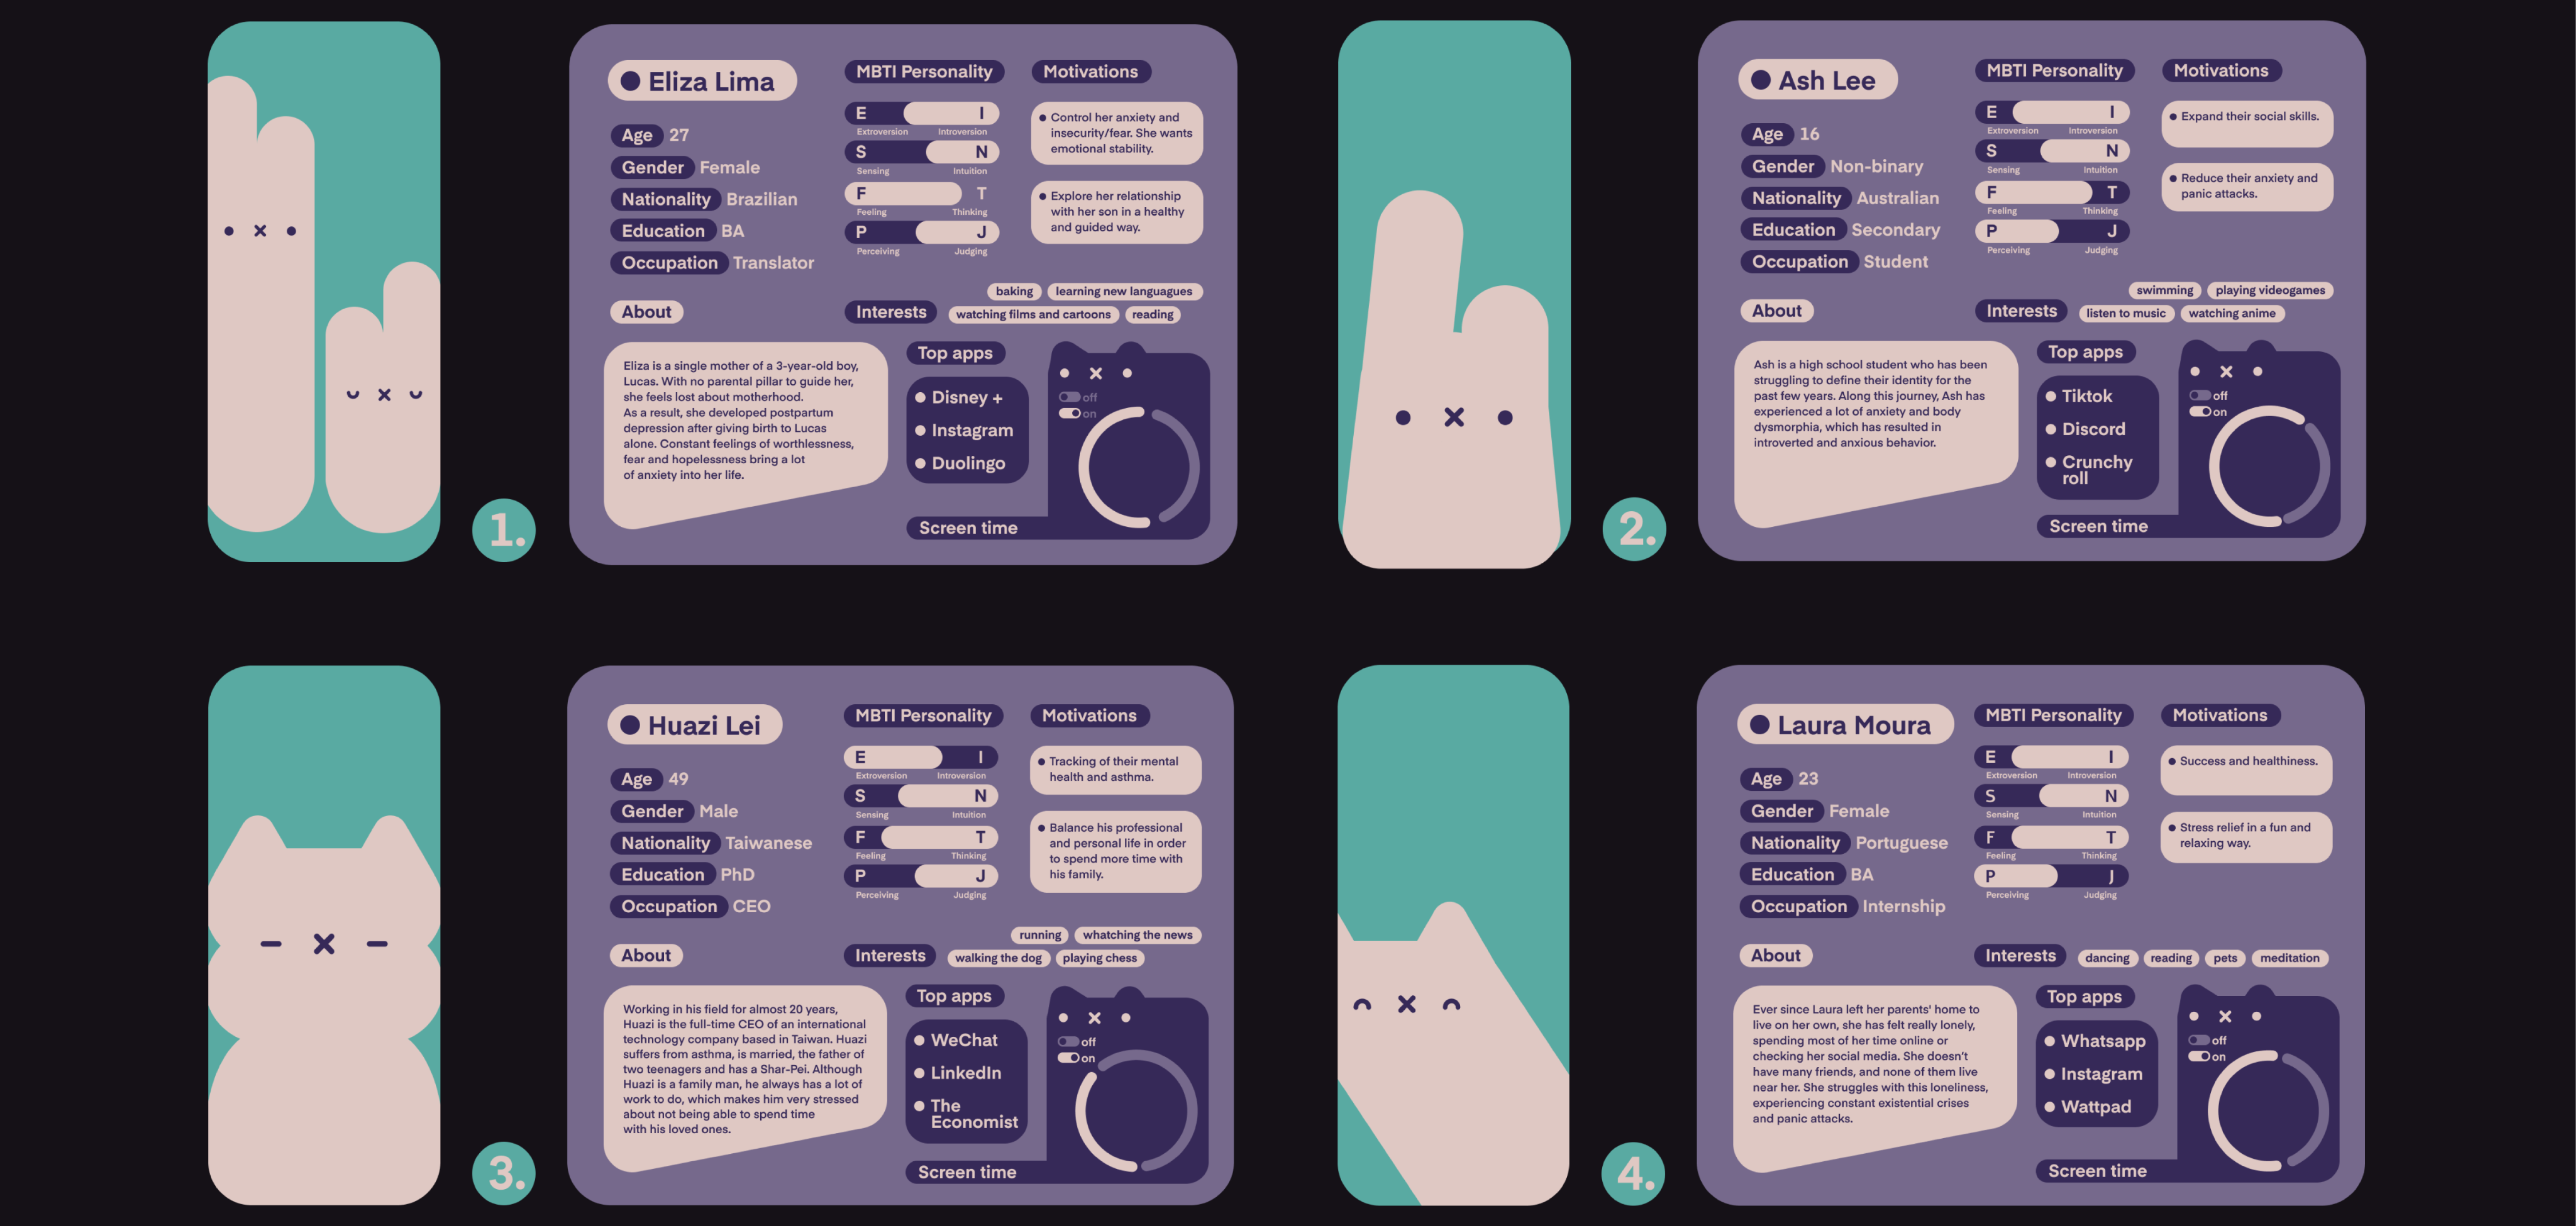 Eliza Lima
Age 27
Gender Female
Nationality Brazilian
Education BA
Occupation Translator
MBTI Personality
E I
Extroversion Introversion
S N
Sensing Intuition
F T
Feeling Thinking
P J
Perceiving Judging
Motivations
Control her anxiety and
insecurity/fear. She wants
emotional stability.
Explore her relationship
with her son in a healthy
and guided way.
About
Eliza is a single mother of a 3-year-old boy,
Lucas. With no parental pillar to guide her,
she feels lost about motherhood.
As a result, she developed postpartum
depression after giving birth to Lucas
alone. Constant feelings of worthlessness,
fear and hopelessness bring a lot
of anxiety into her life.
Interests
baking learning new languagues
watching films and cartoons reading
Top apps
Disney +
Instagram
Duolingo
off
on
Screen time
1.
Ash Lee
Age 16
Gender Non-binary
Nationality Australian
Education Secondary
Occupation Student
MBTI Personality
E I
Extroversion Introversion
S N
Sensing Intuition
F T
Feeling Thinking
P J
Perceiving Judging
Motivations
Expand their social skills.
Reduce their anxiety and
panic attacks.
About
Ash is a high school student who has been
struggling to define their identity for the
past few years. Along this journey, Ash has
experienced a lot of anxiety and body
dysmorphia, which has resulted in
introverted and anxious behavior.
Interests
swimming playing videogames
listen to music watching anime
Top apps
Tiktok
Discord
Crunchy
roll
off
on
Screen time
2.
Huazi Lei
Age 49
Gender Male
Nationality Taiwanese
Education PhD
Occupation CEO
MBTI Personality
E I
Extroversion Introversion
S N
Sensing Intuition
F T
Feeling Thinking
P J
Perceiving Judging
Motivations
Tracking of their mental
health and asthma.
Balance his professional
and personal life in order
to spend more time with
his family.
About
Working in his field for almost 20 years,
Huazi is the full-time CEO of an international
technology company based in Taiwan. Huazi
suffers from asthma, is married, the father of
two teenagers and has a Shar-Pei. Although
Huazi is a family man, he always has a lot of
work to do, which makes him very stressed
about not being able to spend time
with his loved ones.
Interests
running whatching the news
walking the dog playing chess
Top apps
WeChat
LinkedIn
The
Economist
off
on
Screen time
3.
Laura Moura
Age 23
Gender Female
Nationality Portuguese
Education BA
Occupation Internship
MBTI Personality
E I
Extroversion Introversion
S N
Sensing Intuition
F T
Feeling Thinking
P J
Perceiving Judging
Motivations
Success and healthiness.
Stress relief in a fun and
relaxing way.
About
Ever since Laura left her parents' home to
live on her own, she has felt really lonely,
spending most of her time online or
checking her social media. She doesn't
have many friends, and none of them live
near her. She struggles with this loneliness,
experiencing constant existential crises
and panic attacks.
Interests
dancing reading pets meditation
Top apps
Whatsapp
Instagram
Wattpad
off
on
Screen time
4.